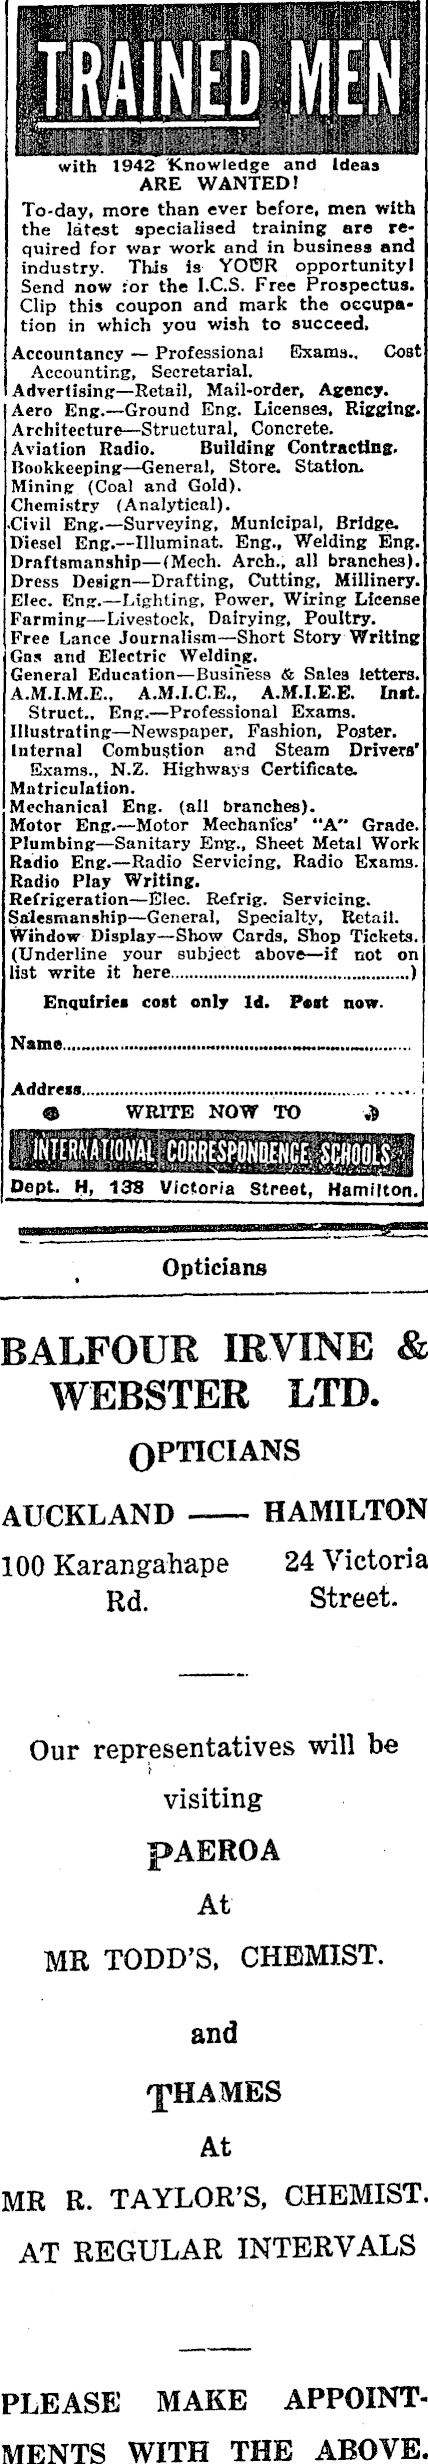 TRAINED MEN
with 1942 Knowledge and Ideas
ARE WANTED!
To-day, more than ever before, men with
the latest specialised training are re-
quired for war work and in business and
industry. This is YOUR opportunity!
Send now for the I.C.S. Free Prospectus.
Clip this coupon and mark the occupa-
tion in which you wish to succeed.
Accountancy — Professional Exams., Cost
Accounting, Secretarial.
Advertising—Retail, Mail-order, Agency.
Aero Eng.—Ground Eng. Licenses, Rigging.
Architecture—Structural, Concrete.
Aviation Radio. Building Contracting.
Bookkeeping—General, Store, Station.
Mining (Coal and Gold).
Chemistry (Analytical).
Civil Eng.—Surveying, Municipal, Bridge.
Diesel Eng.—Illuminat. Eng., Welding Eng.
Draftsmanship—(Mech. Arch., all branches).
Dress Design—Drafting, Cutting, Millinery.
Elec. Eng.—Lighting, Power, Wiring License
Farming—Livestock, Dairying, Poultry.
Free Lance Journalism—Short Story Writing
Gas and Electric Welding.
General Education—Business & Sales letters.
A.M.I.M.E., A.M.I.C.E., A.M.I.E.E. Inst.
Struct., Eng.—Professional Exams.
Illustrating—Newspaper, Fashion, Poster.
Internal Combustion and Steam Drivers'
Exams., N.Z. Highways Certificate.
Matriculation.
Mechanical Eng. (all branches).
Motor Eng.—Motor Mechanics' "A" Grade.
Plumbing—Sanitary Eng., Sheet Metal Work
Radio Eng.—Radio Servicing, Radio Exams.
Radio Play Writing.
Refrigeration—Elec. Refrig. Servicing.
Salesmanship—General, Specialty, Retail.
Window Display—Show Cards, Shop Tickets.
(Underline your subject above—if not on
list write it here..............................)
Enquiries cost only 1d. Post now.
Name..............................
Address..............................
WRITE NOW TO
INTERNATIONAL CORRESPONDENCE SCHOOLS
Dept. H, 138 Victoria Street, Hamilton.
Opticians
BALFOUR IRVINE &
WEBSTER LTD.
OPTICIANS
AUCKLAND —— HAMILTON
100 Karangahape 24 Victoria
Rd. Street.
Our representatives will be
visiting
PAEROA
At
MR TODD'S, CHEMIST.
and
THAMES
At
MR R. TAYLOR'S, CHEMIST.
AT REGULAR INTERVALS
PLEASE MAKE APPOINT-
MENTS WITH THE ABOVE.